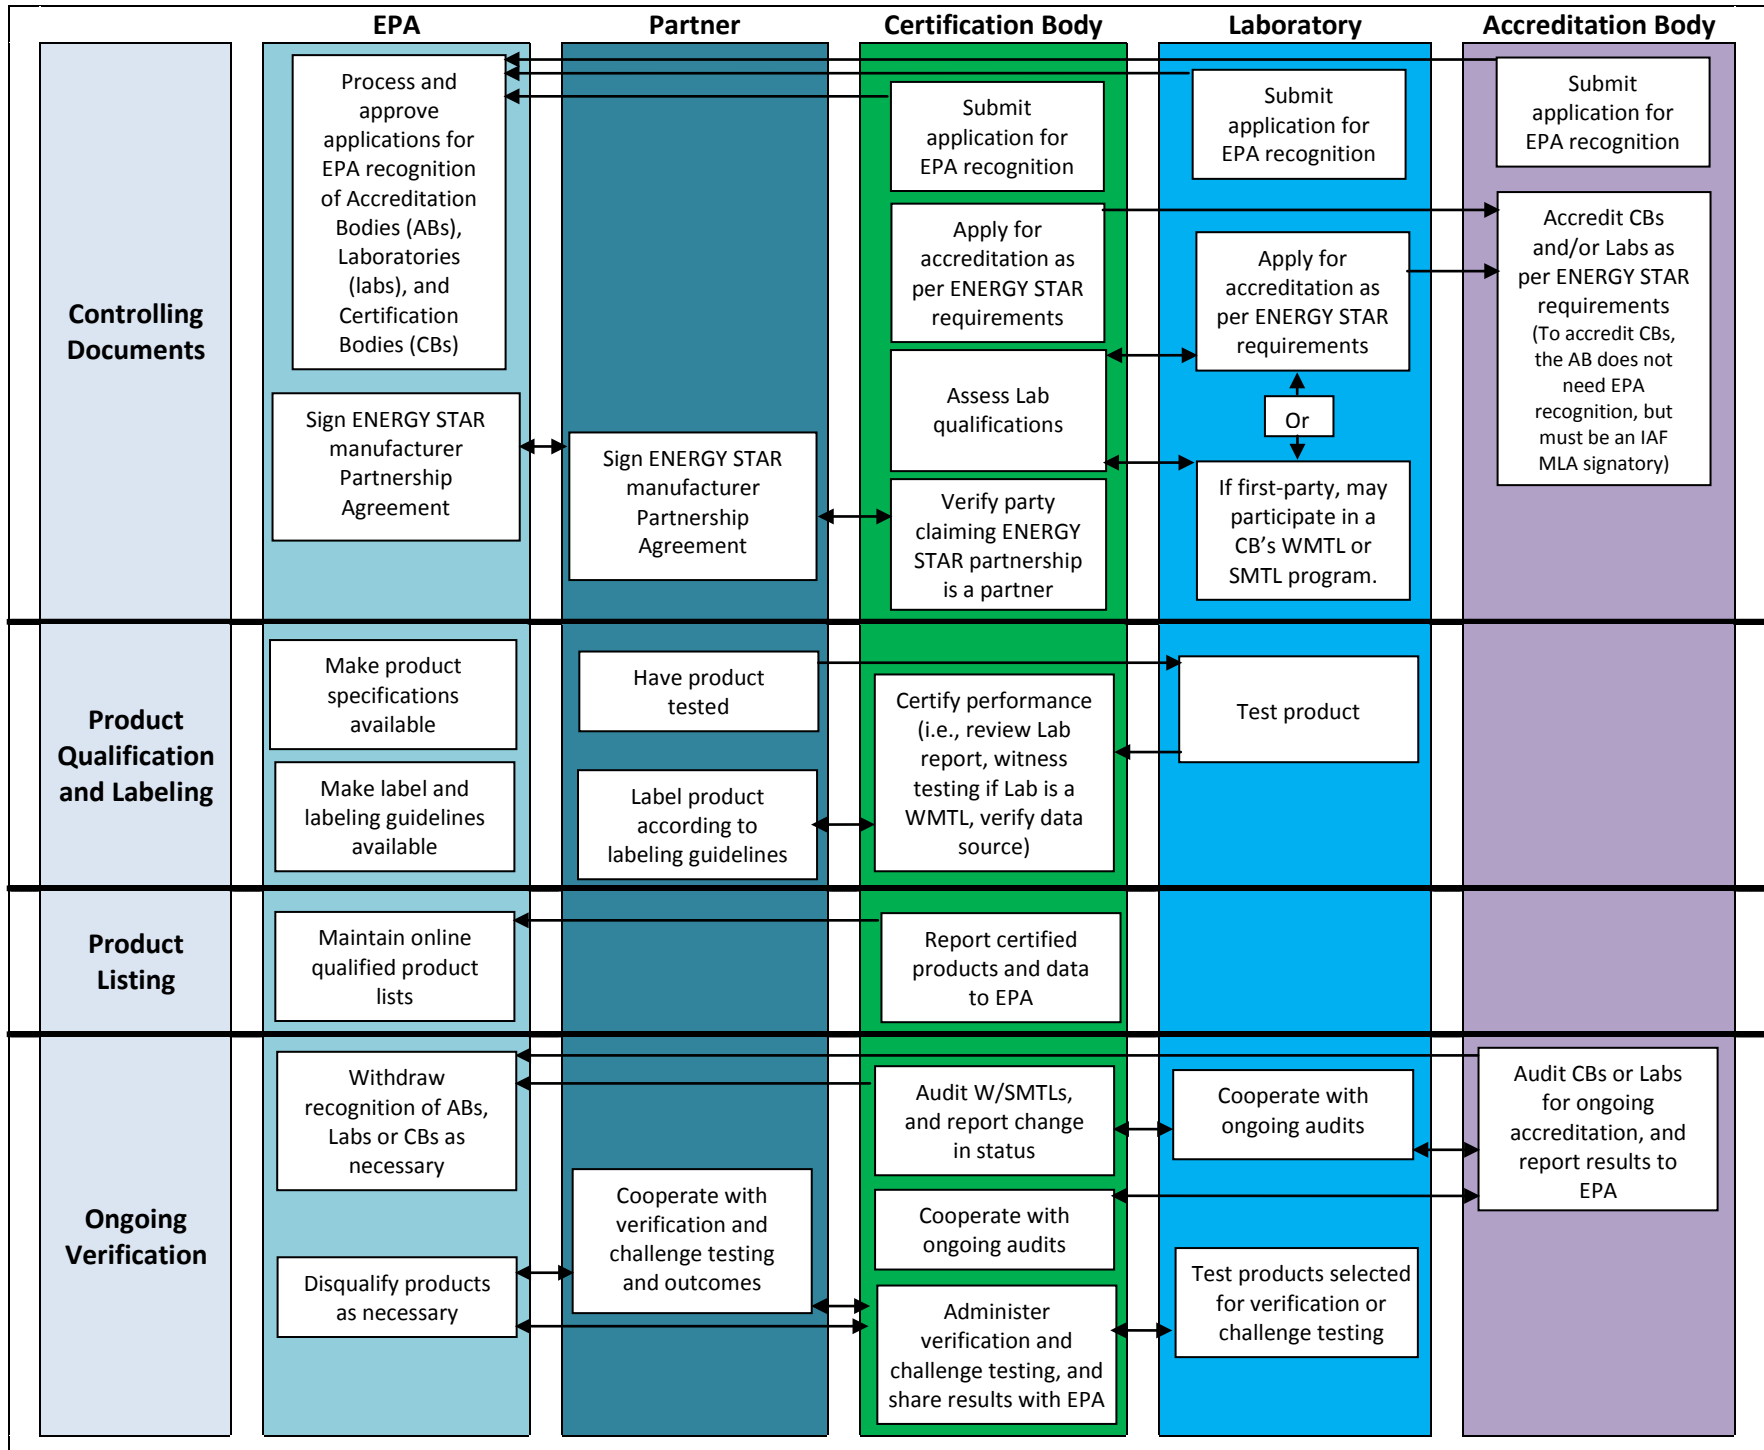 EPA
Partner
Certification Body
Laboratory
Accreditation Body
Controlling
Documents
Process and
approve
applications for
EPA recognition
of Accreditation
Bodies (ABs),
Laboratories
(labs), and
Certification
Bodies (CBs)
Sign ENERGY STAR
manufacturer
Partnership
Agreement
Sign ENERGY STAR
manufacturer
Partnership
Agreement
Submit
application for
EPA recognition
Apply for
accreditation as
per ENERGY STAR
requirements
Assess Lab
qualifications
Verify party
claiming ENERGY
STAR partnership
is a partner
Submit
application for
EPA recognition
Apply for
accreditation as
per ENERGY STAR
requirements
Or
If first-party, may
participate in a
CB’s WMTL or
SMTL program.
Submit
application for
EPA recognition
Accredit CBs
and/or Labs as
per ENERGY STAR
requirements
(To accredit CBs,
the AB does not
need EPA
recognition, but
must be an IAF
MLA signatory)
Product
Qualification
and Labeling
Make product
specifications
available
Make label and
labeling guidelines
available
Have product
tested
Label product
according to
labeling guidelines
Certify performance
(i.e., review Lab
report, witness
testing if Lab is a
WMTL, verify data
source)
Test product
Product
Listing
Maintain online
qualified product
lists
Report certified
products and data
to EPA
Ongoing
Verification
Withdraw
recognition of ABs,
Labs or CBs as
necessary
Disqualify products
as necessary
Cooperate with
verification and
challenge testing
and outcomes
Audit W/SMTLs,
and report change
in status
Cooperate with
ongoing audits
Administer
verification and
challenge testing, and
share results with EPA
Cooperate with
ongoing audits
Test products selected
for verification or
challenge testing
Audit CBs or Labs
for ongoing
accreditation, and
report results to
EPA